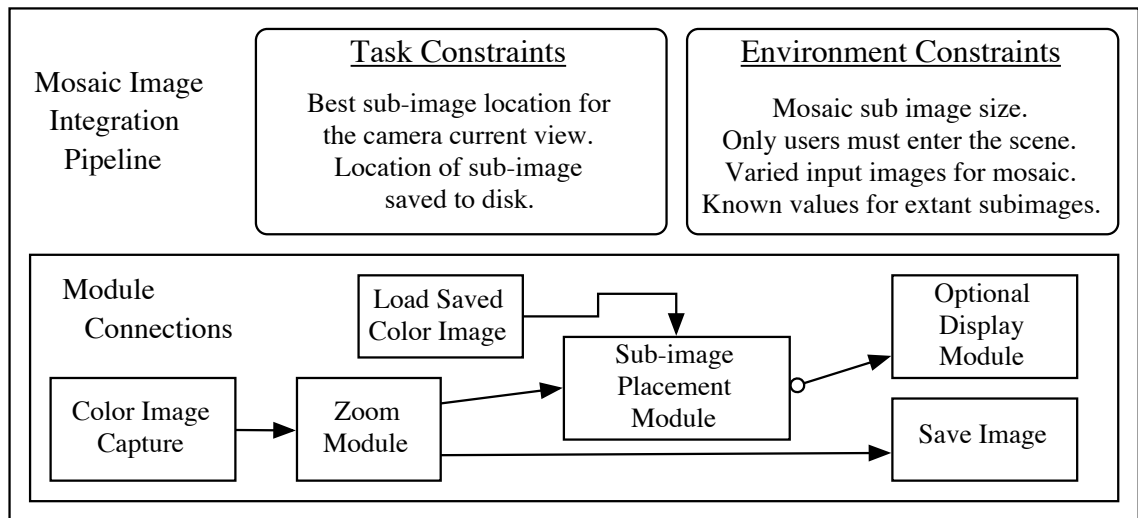 Mosaic Image
Integration
Pipeline
Task Constraints
Best sub-image location for
the camera current view.
Location of sub-image
saved to disk.
Environment Constraints
Mosaic sub image size.
Only users must enter the scene.
Varied input images for mosaic.
Known values for extant subimages.
Module
Connections
Load Saved
Color Image
Optional
Display
Module
Sub-image
Placement
Module
Color Image
Capture
Zoom
Module
Save Image